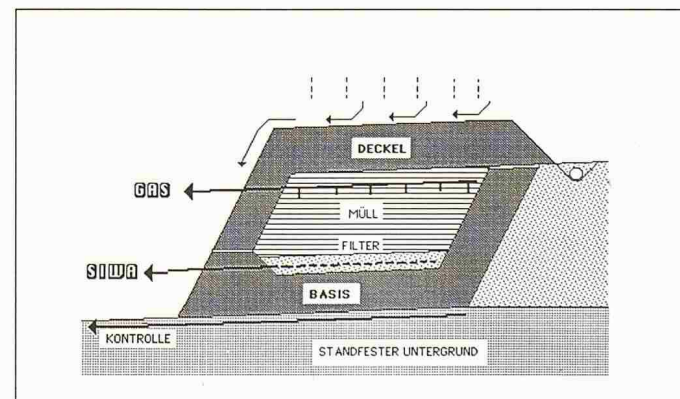 DECKEL
GAS
MÜLL
FILTER
SIWA
BASIS
KONTROLLE
STANDFESTER UNTERGRUND